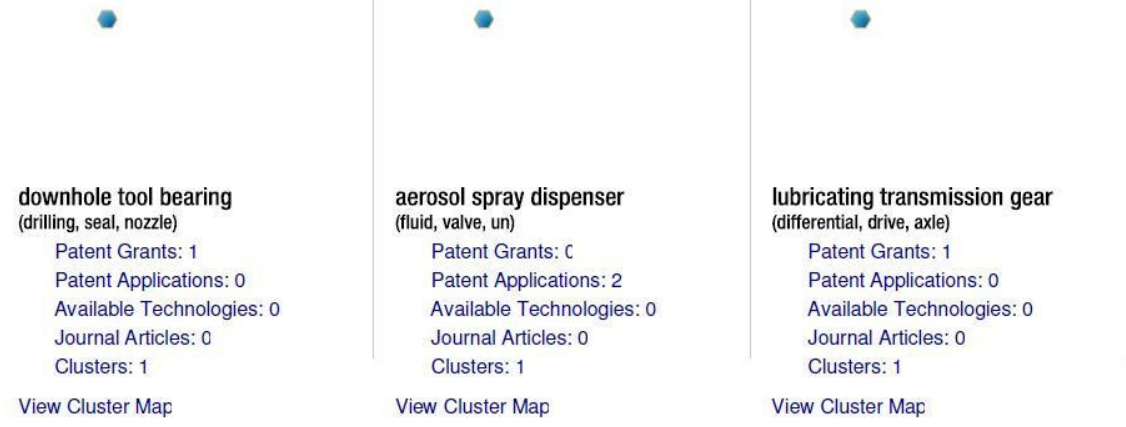 downhole tool bearing
(drilling, seal, nozzle)
Patent Grants: 1
Patent Applications: 0
Available Technologies: 0
Journal Articles: 0
Clusters: 1
View Cluster Map
aerosol spray dispenser
(fluid, valve, un)
Patent Grants: 0
Patent Applications: 2
Available Technologies: 0
Journal Articles: 0
Clusters: 1
View Cluster Map
lubricating transmission gear
(differential, drive, axle)
Patent Grants: 1
Patent Applications: 0
Available Technologies: 0
Journal Articles: 0
Clusters: 1
View Cluster Map